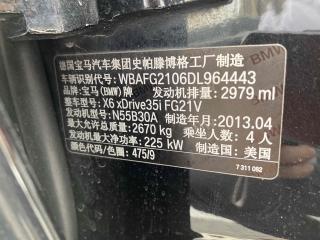 德国宝马汽车集团史帕滕博格工厂制造
车辆识别代号: WBAFG2106DL964443
品牌: 宝马(BMW)牌 发动机排量: 2979 ml
整车型号: X6 xDrive35i FG21V
发动机型号: N55B30A 制造年月: 2013.04
最大允许总质量: 2670 kg 乘坐人数: 4 人
发动机最大净功率: 225 kW 制造国: 美国
颜色代码/颜色: 475/9
7 311 092
BMW